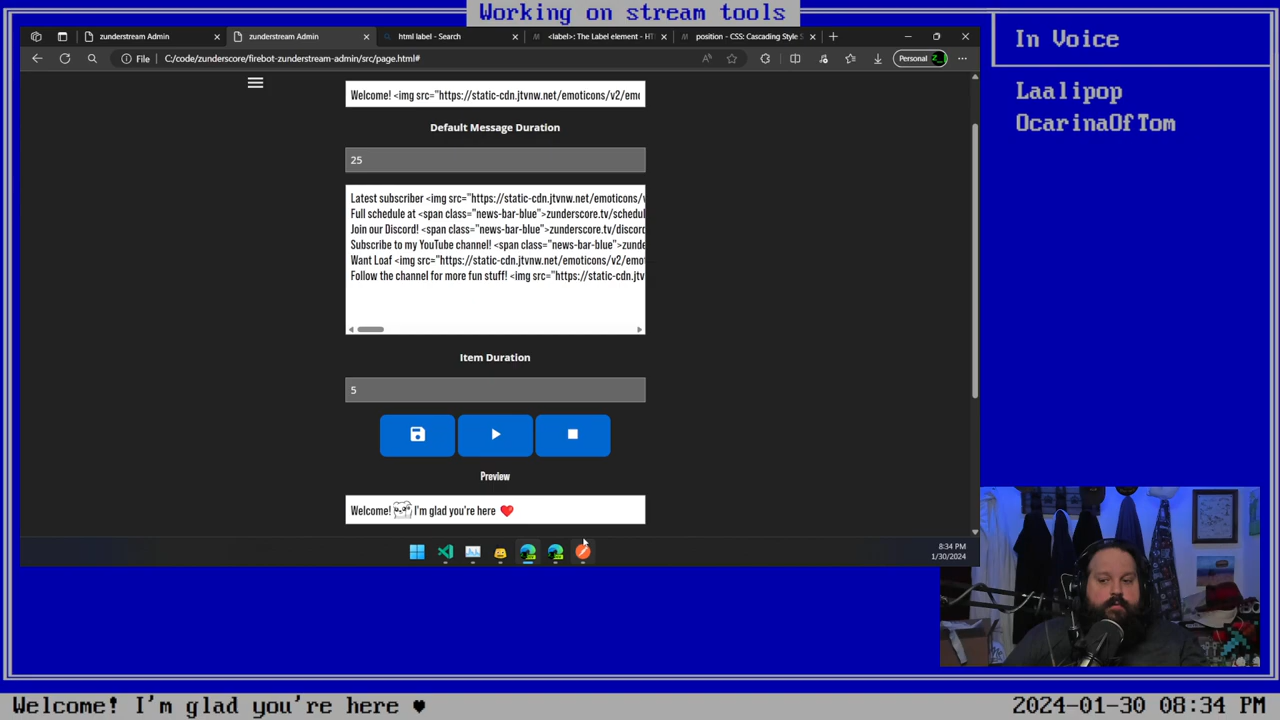 Working on stream tools
zunderstream Admin
zunderstream Admin
html label - Search
<label>: The Label element - HT
position - CSS: Cascading Style S
File
C:/code/zunderscore/firebot-zunderstream-admin/src/page.html#
Personal
In Voice
Laalipop
OcarinaOfTom
Welcome! <img src="https://static-cdn.jtvnw.net/emoticons/v2/emo
Default Message Duration
25
Latest subscriber <img src="https://static-cdn.jtvnw.net/emoticons/v
Full schedule at <span class="news-bar-blue">zunderscore.tv/schedul
Join our Discord! <span class="news-bar-blue">zunderscore.tv/discord
Subscribe to my YouTube channel! <span class="news-bar-blue">zunde
Want Loaf <img src="https://static-cdn.jtvnw.net/emoticons/v2/emot
Follow the channel for more fun stuff! <img src="https://static-cdn.jtv
Item Duration
5
Preview
Welcome! I'm glad you're here ❤️
8:34 PM
1/30/2024
Welcome! I'm glad you're here ♥
2024-01-30 08:34 PM